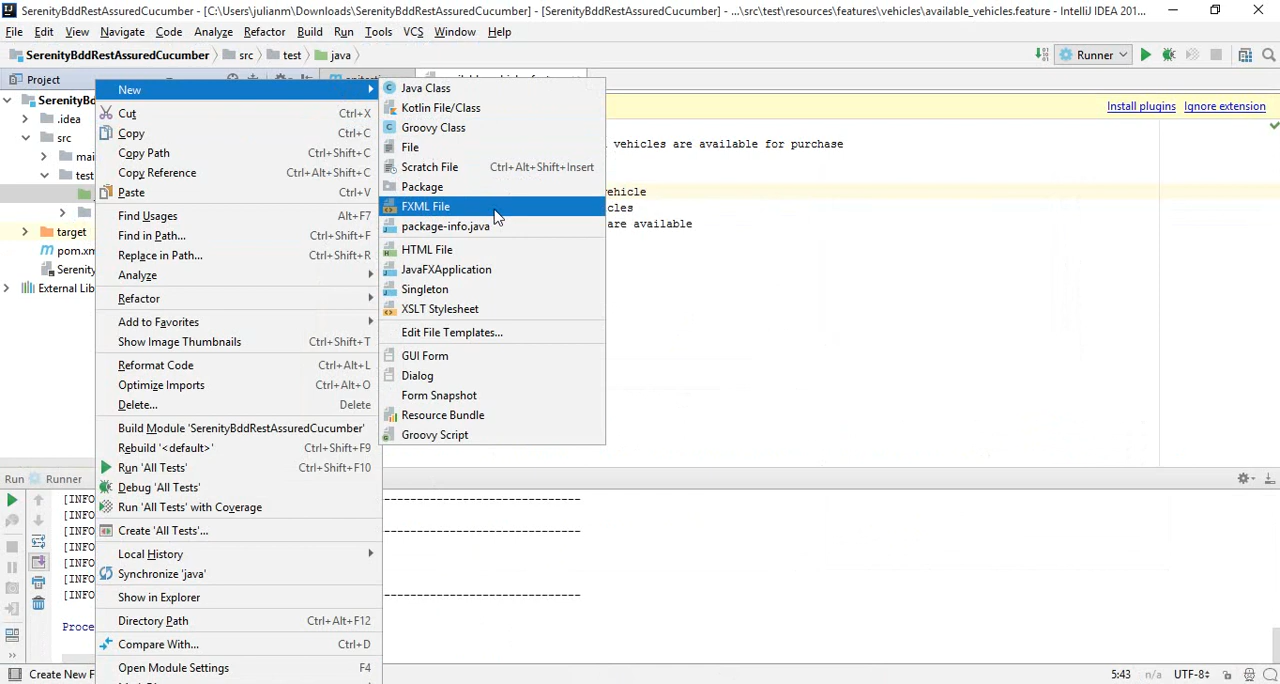 SerenityBddRestAssuredCucumber - [C:\Users\julianm\Downloads\SerenityBddRestAssuredCucumber] - [SerenityBddRestAssuredCucumber] - ...\src\test\resources\features\vehicles\available_vehicles.feature - IntelliJ IDEA 201...
File Edit View Navigate Code Analyze Refactor Build Run Tools VCS Window Help
SerenityBddRestAssuredCucumber src test java Runner
Project
SerenityBd
.idea
src
mai
test
target
pom.xm
Serenity
External Lib
New
Cut Ctrl+X
Copy Ctrl+C
Copy Path Ctrl+Shift+C
Copy Reference Ctrl+Alt+Shift+C
Paste Ctrl+V
Find Usages Alt+F7
Find in Path... Ctrl+Shift+F
Replace in Path... Ctrl+Shift+R
Analyze
Refactor
Add to Favorites
Show Image Thumbnails Ctrl+Shift+T
Reformat Code Ctrl+Alt+L
Optimize Imports Ctrl+Alt+O
Delete... Delete
Build Module 'SerenityBddRestAssuredCucumber'
Rebuild '<default>' Ctrl+Shift+F9
Run 'All Tests' Ctrl+Shift+F10
Debug 'All Tests'
Run 'All Tests' with Coverage
Create 'All Tests'...
Local History
Synchronize 'java'
Show in Explorer
Directory Path Ctrl+Alt+F12
Compare With... Ctrl+D
Open Module Settings F4
Java Class
Kotlin File/Class
Groovy Class
File
Scratch File Ctrl+Alt+Shift+Insert
Package
FXML File
package-info.java
HTML File
JavaFXApplication
Singleton
XSLT Stylesheet
Edit File Templates...
GUI Form
Dialog
Form Snapshot
Resource Bundle
Groovy Script
Install plugins Ignore extension
vehicles are available for purchase
ehicle
cles
are available
Run Runner
[INFO
[INFO
[INFO
[INFO
[INFO
[INFO
[INFO
Proce
Create New F
5:43 n/a UTF-8